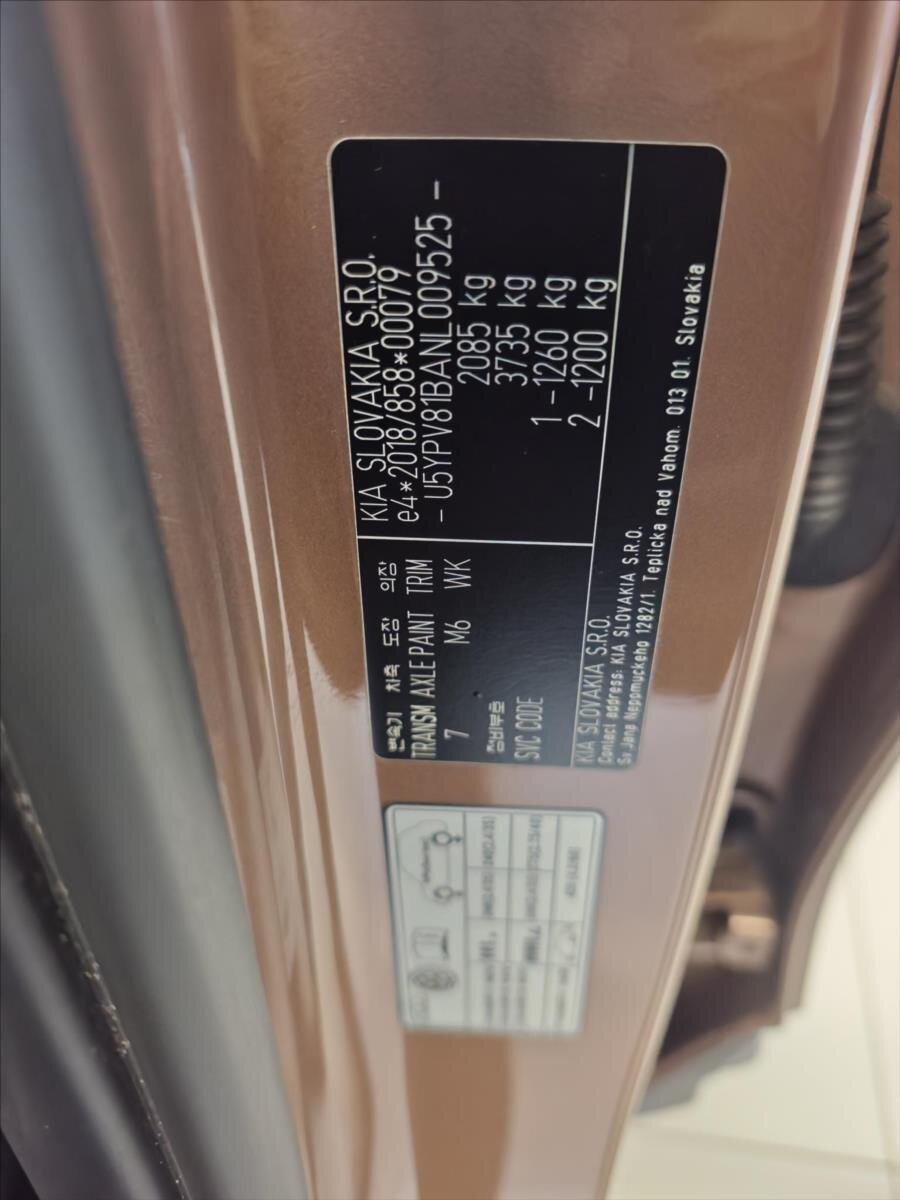 KIA SLOVAKIA S.R.O.
e4*2018/858*00079
- U5YPV81BANL009525 -
2085 kg
3735 kg
1 -1260 kg
2 -1200 kg
변속기 차축 도장 의장
TRANSM AXLE PAINT TRIM
7 M6 WK
정비부호
SVC CODE
KIA SLOVAKIA S.R.O.
Contact address: KIA SLOVAKIA S.R.O.
Sv Jana Nepomuckeho 1282/1. Teplicka nad Vahom. 013 01. Slovakia